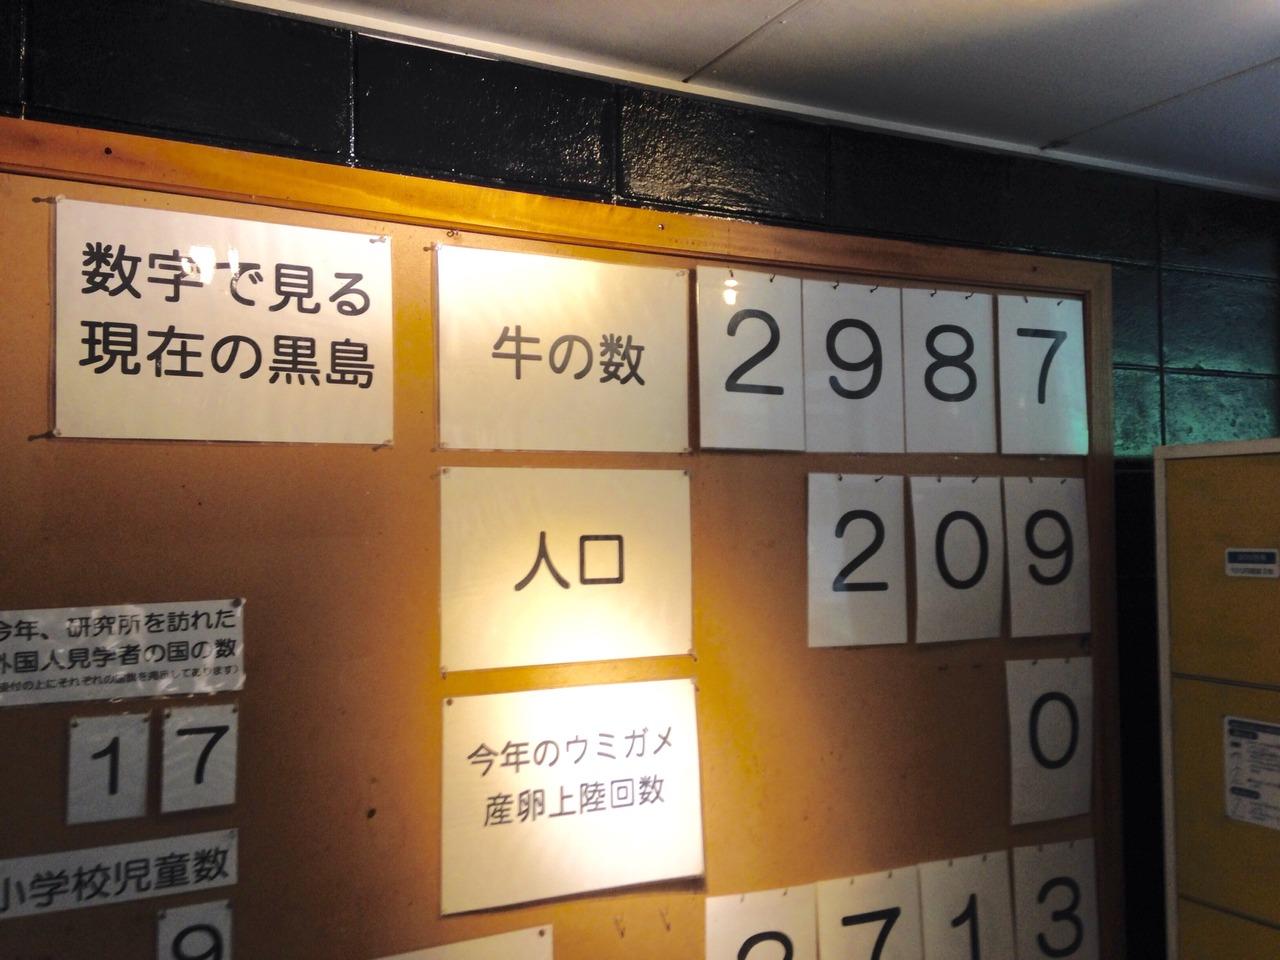 数字で見る
現在の黒島
牛の数
2987
人口
209
今年のウミガメ
産卵上陸回数
0
今年、研究所を訪れた
外国人見学者の国の数
17
小学校児童数
9
713